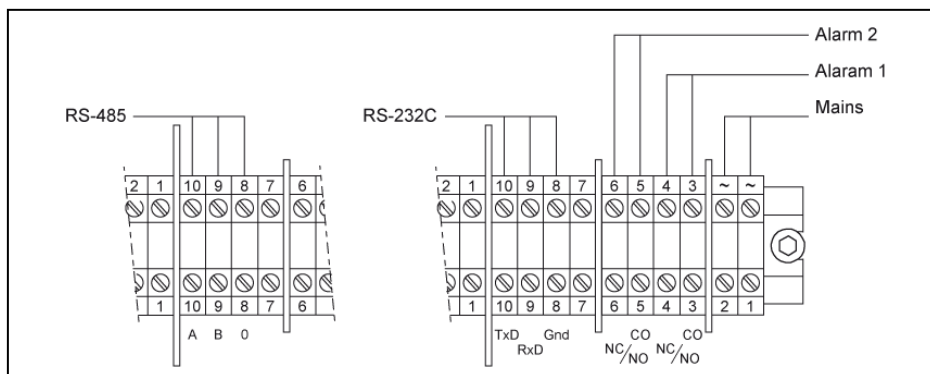 Alarm 2
Alaram 1
RS-485 RS-232C Mains
2 1 10 9 8 7 6 2 1 10 9 8 7 6 5 4 3 ~ ~
1 10 9 8 7 6 1 10 9 8 7 6 5 4 3 2 1
A B 0 TxD Gnd CO CO
RxD NC/NO NC/NO